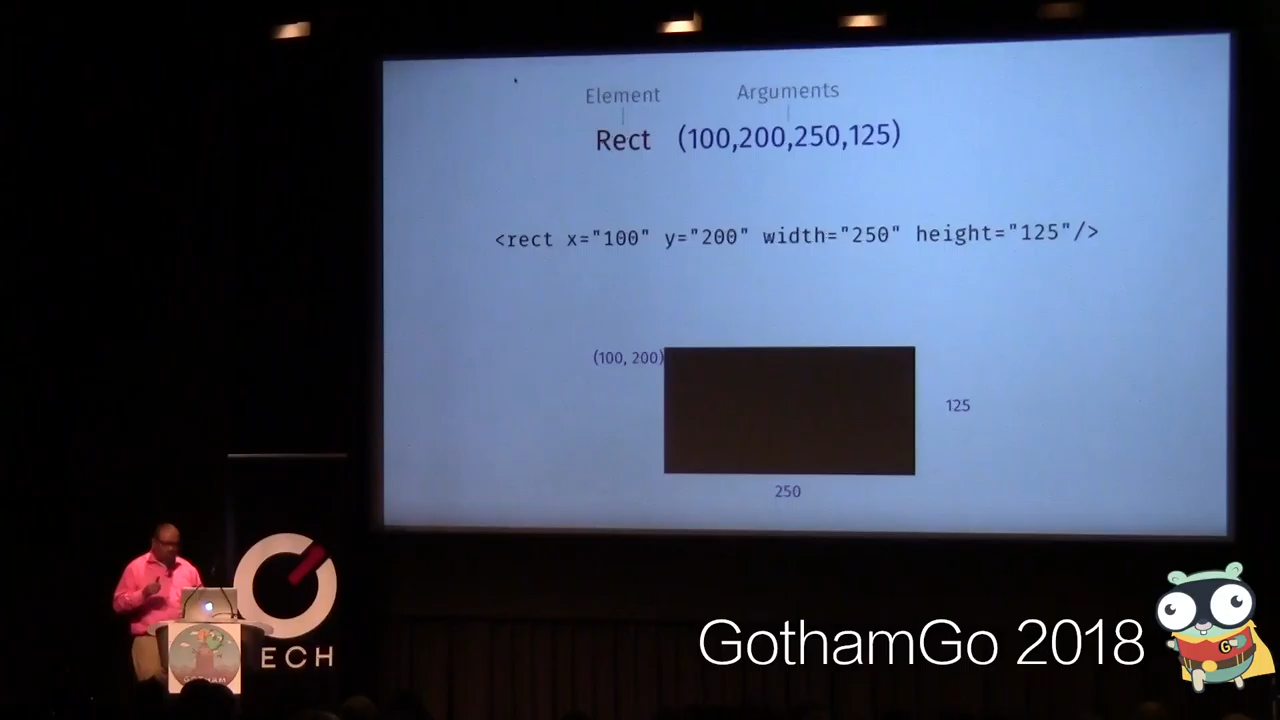 Element
Arguments
Rect (100,200,250,125)
<rect x="100" y="200" width="250" height="125"/>
(100, 200)
125
250
ECH
GOTHAM
GothamGo 2018
G